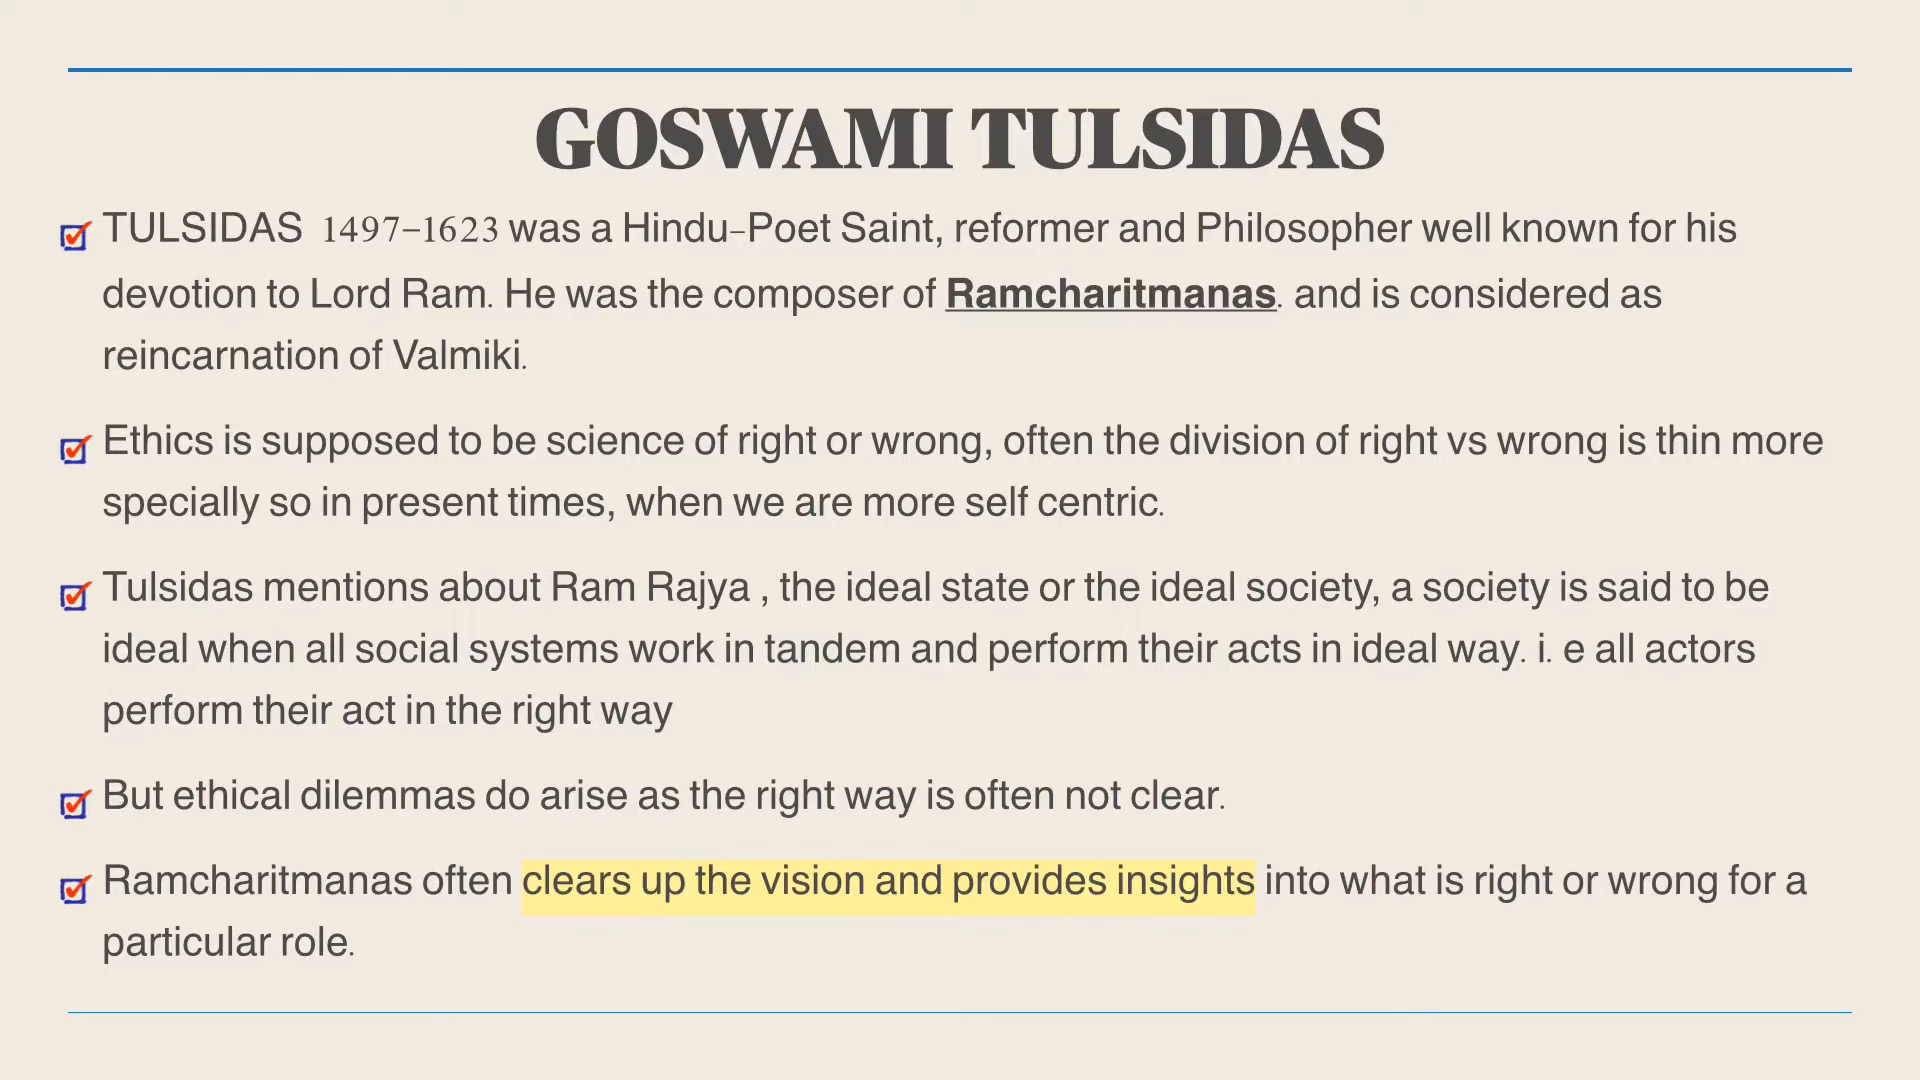 GOSWAMI TULSIDAS
TULSIDAS 1497–1623 was a Hindu-Poet Saint, reformer and Philosopher well known for his
devotion to Lord Ram. He was the composer of Ramcharitmanas. and is considered as
reincarnation of Valmiki.
Ethics is supposed to be science of right or wrong, often the division of right vs wrong is thin more
specially so in present times, when we are more self centric.
Tulsidas mentions about Ram Rajya , the ideal state or the ideal society, a society is said to be
ideal when all social systems work in tandem and perform their acts in ideal way. i. e all actors
perform their act in the right way
But ethical dilemmas do arise as the right way is often not clear.
Ramcharitmanas often clears up the vision and provides insights into what is right or wrong for a
particular role.